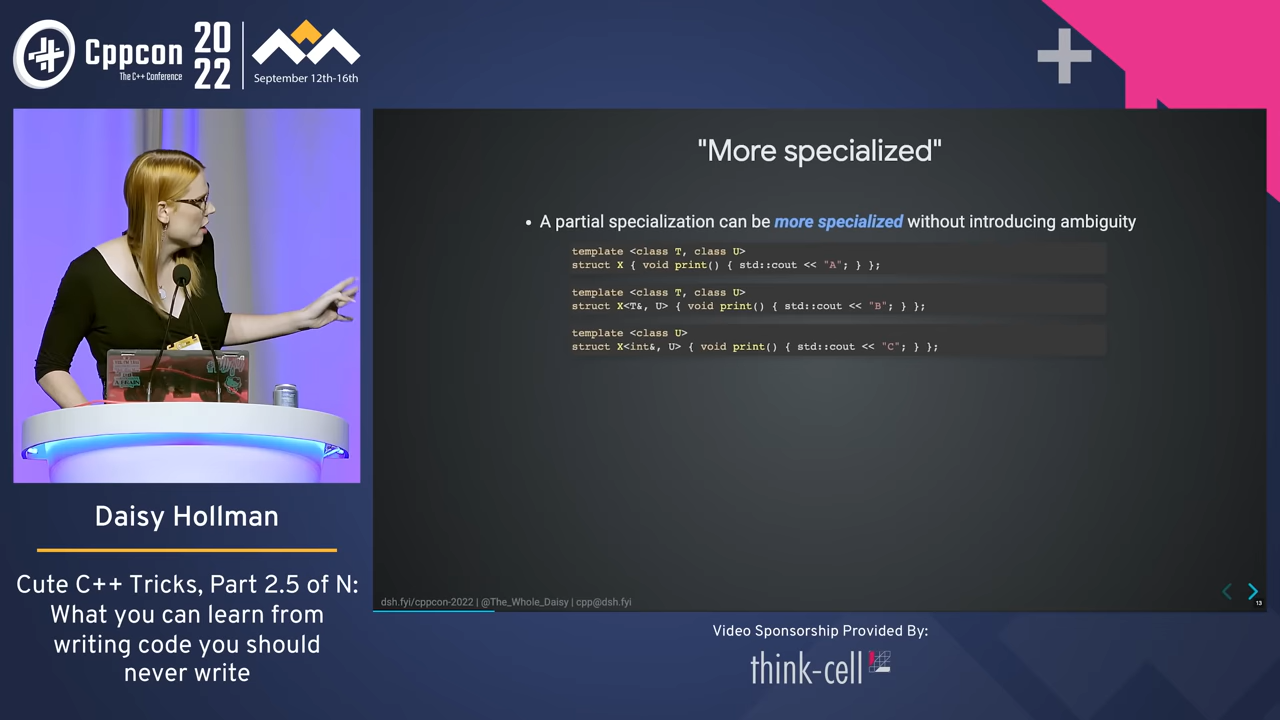 Cppcon
The C++ Conference
20
22
September 12th-16th
"More specialized"
• A partial specialization can be more specialized without introducing ambiguity
template <class T, class U>
struct X { void print() { std::cout << "A"; } };
template <class T, class U>
struct X<T&, U> { void print() { std::cout << "B"; } };
template <class U>
struct X<int&, U> { void print() { std::cout << "C"; } };
dsh.fyi/cppcon-2022 | @The_Whole_Daisy | cpp@dsh.fyi
13
Daisy Hollman
Cute C++ Tricks, Part 2.5 of N:
What you can learn from
writing code you should
never write
Video Sponsorship Provided By:
think-cell